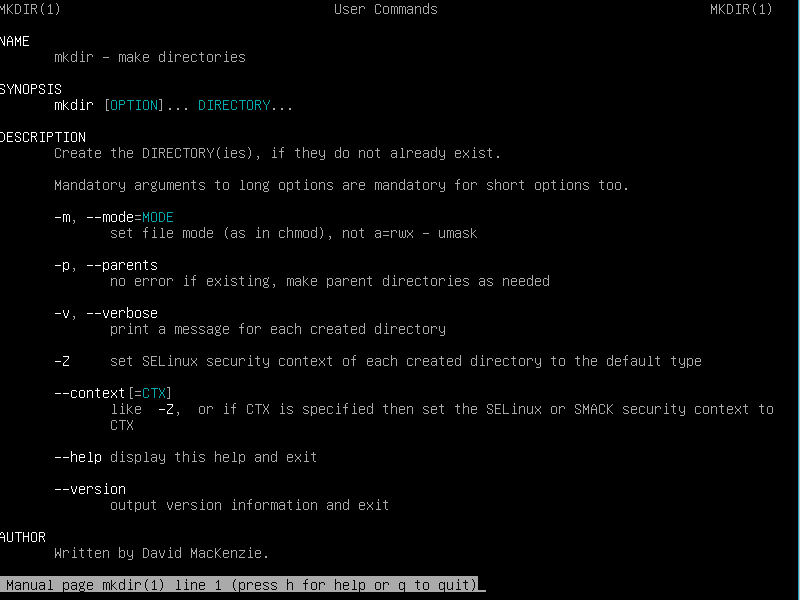 MKDIR(1) User Commands MKDIR(1)
NAME
mkdir - make directories
SYNOPSIS
mkdir [OPTION]... DIRECTORY...
DESCRIPTION
Create the DIRECTORY(ies), if they do not already exist.
Mandatory arguments to long options are mandatory for short options too.
-m, --mode=MODE
set file mode (as in chmod), not a=rwx - umask
-p, --parents
no error if existing, make parent directories as needed
-v, --verbose
print a message for each created directory
-Z set SELinux security context of each created directory to the default type
--context[=CTX]
like -Z, or if CTX is specified then set the SELinux or SMACK security context to
CTX
--help display this help and exit
--version
output version information and exit
AUTHOR
Written by David MacKenzie.
Manual page mkdir(1) line 1 (press h for help or q to quit)